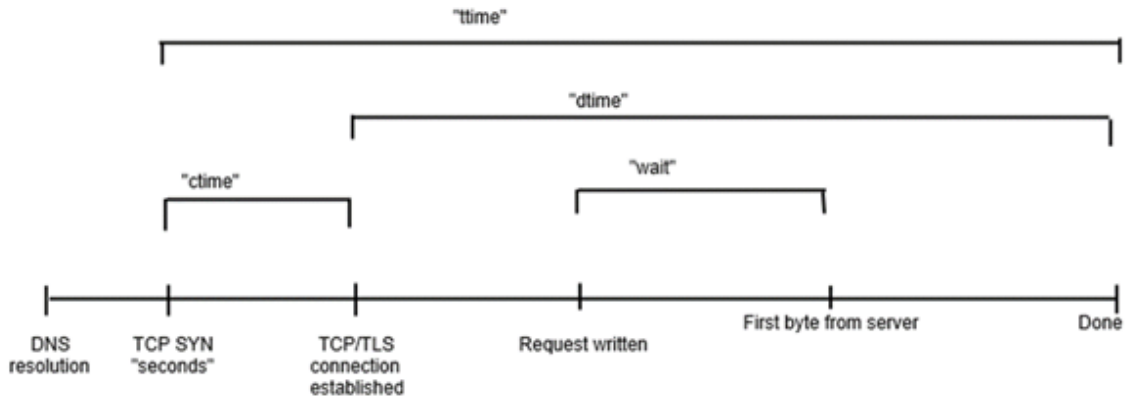 "ttime"
"dtime"
"wait"
"ctime"
DNS
resolution
TCP SYN
"seconds"
TCP/TLS
connection
established
Request written
First byte from server
Done